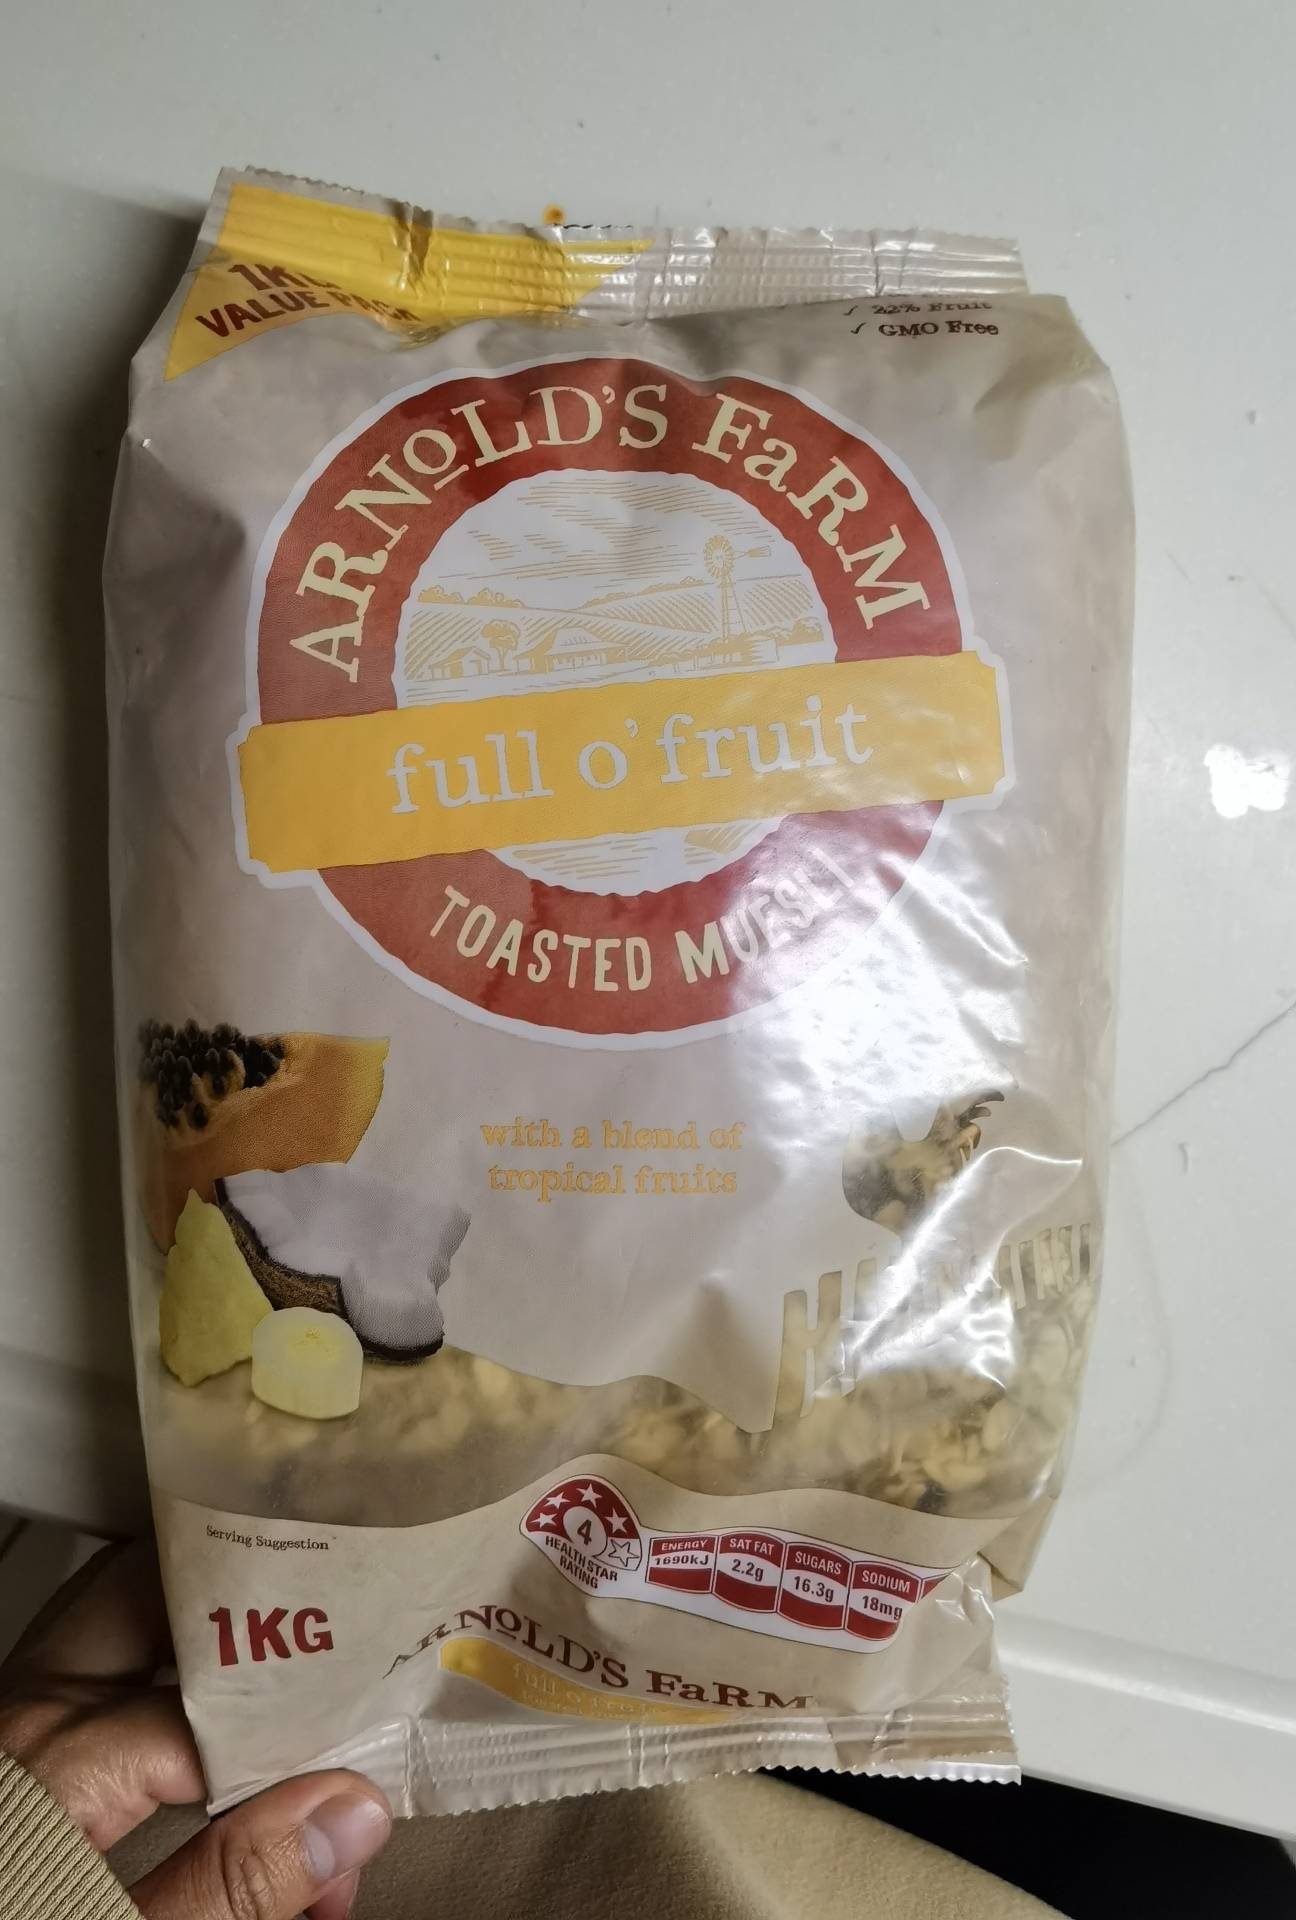 1KG
VALUE PACK
✓ 22% Fruit
✓ GMO Free
ARNOLD'S FaRM
full o' fruit
TOASTED MUESLI
with a blend of
tropical fruits
Serving Suggestion
1KG
4
HEALTH STAR
RATING
ENERGY
1690kJ
SAT FAT
2.2g
SUGARS
16.3g
SODIUM
18mg
ARNOLD'S FaRM
full o' fruit